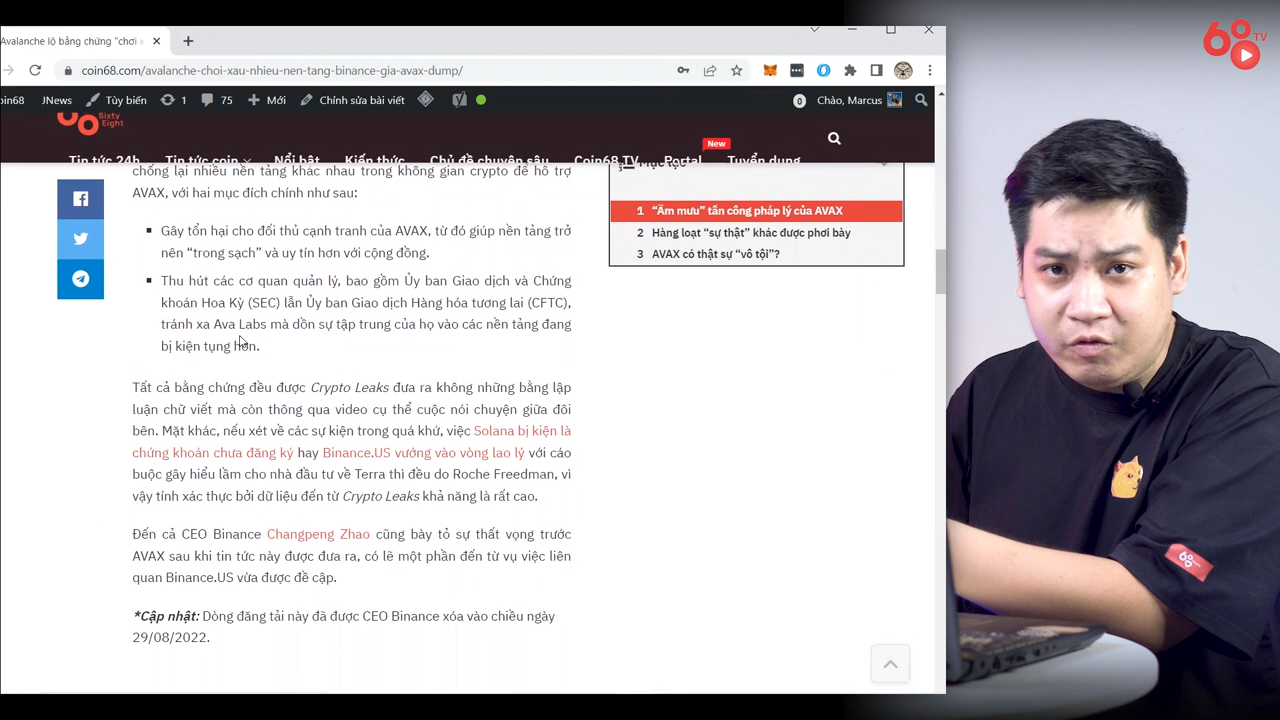 Avalanche lộ bằng chứng "chơi x
coin68.com/avalanche-choi-xau-nhieu-nen-tang-binance-gia-avax-dump/
oin68 JNews Tùy biến 1 75 Mới Chỉnh sửa bài viết 0 Chào, Marcus
Sixty
Eight
New
Tin tức 24h Tin tức coin Nổi bật Kiến thức Chủ đề chuyên sâu Coin68 TV Portal Tuyển dụng
chống lại nhiều nền tảng khác nhau trong không gian crypto để hỗ trợ
AVAX, với hai mục đích chính như sau:
▪ Gây tổn hại cho đối thủ cạnh tranh của AVAX, từ đó giúp nền tảng trở
nên “trong sạch” và uy tín hơn với cộng đồng.
▪ Thu hút các cơ quan quản lý, bao gồm Ủy ban Giao dịch và Chứng
khoán Hoa Kỳ (SEC) lẫn Ủy ban Giao dịch Hàng hóa tương lai (CFTC),
tránh xa Ava Labs mà dồn sự tập trung của họ vào các nền tảng đang
bị kiện tụng hơn.
Tất cả bằng chứng đều được Crypto Leaks đưa ra không những bằng lập
luận chữ viết mà còn thông qua video cụ thể cuộc nói chuyện giữa đôi
bên. Mặt khác, nếu xét về các sự kiện trong quá khứ, việc Solana bị kiện là
chứng khoán chưa đăng ký hay Binance.US vướng vào vòng lao lý với cáo
buộc gây hiểu lầm cho nhà đầu tư về Terra thì đều do Roche Freedman, vì
vậy tính xác thực bởi dữ liệu đến từ Crypto Leaks khả năng là rất cao.
Đến cả CEO Binance Changpeng Zhao cũng bày tỏ sự thất vọng trước
AVAX sau khi tin tức này được đưa ra, có lẽ một phần đến từ vụ việc liên
quan Binance.US vừa được đề cập.
*Cập nhật: Dòng đăng tải này đã được CEO Binance xóa vào chiều ngày
29/08/2022.
Mục lục
1 “Âm mưu” tấn công pháp lý của AVAX
2 Hàng loạt “sự thật” khác được phơi bày
3 AVAX có thật sự “vô tội”?
68 TV
68